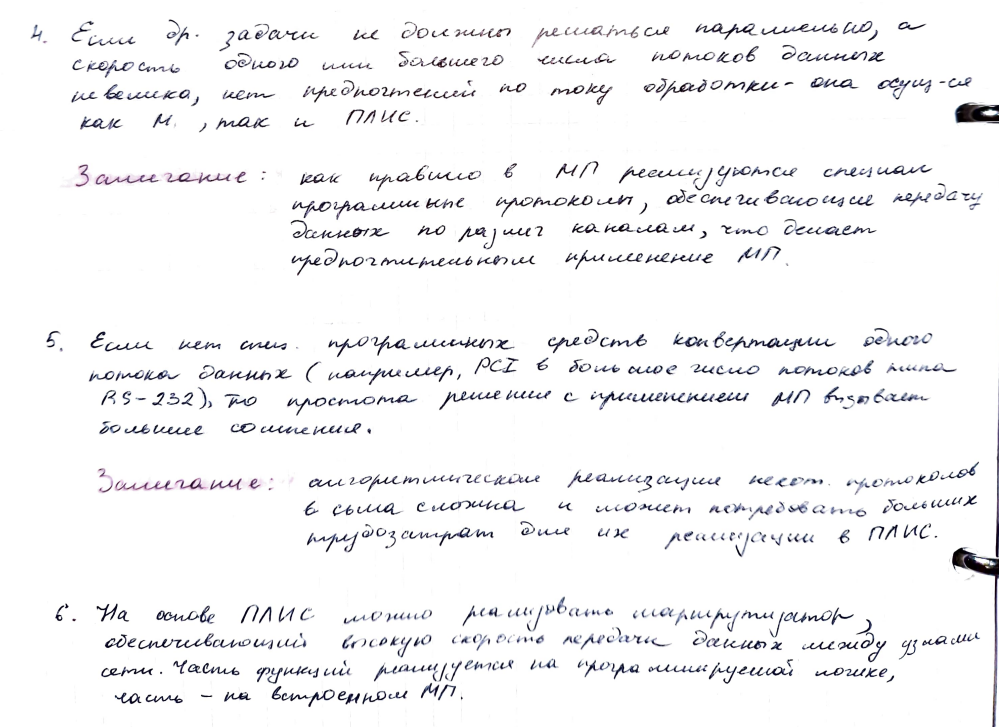 4. Если др. задачи не должны решаться параллельно, а
скорость одного или большего числа потоков данных
невелика, нет предпочтений по току обработки - она осущ-ся
как М., так и ПЛИС.
Замечание: как правило в МП реализуются специал
программные протоколы, обеспечивающие передачу
данных по различ каналам, что делает
предпочтительным применение МП.
5. Если нет спец. программных средств конвертации одного
потока данных (например, PCI в большое число потоков типа
RS-232), то простота решения с применением МП вызывает
большие сомнения.
Замечание: алгоритмическая реализация некот. протоколов
весьма сложна и может потребовать больших
трудозатрат для их реализации в ПЛИС.
6. На основе ПЛИС можно реализовать маршрутизатор,
обеспечивающий высокую скорость передачи данных между узлами
сети. Часть функций реализуется на программируемой логике,
часть - на встроенном МП.